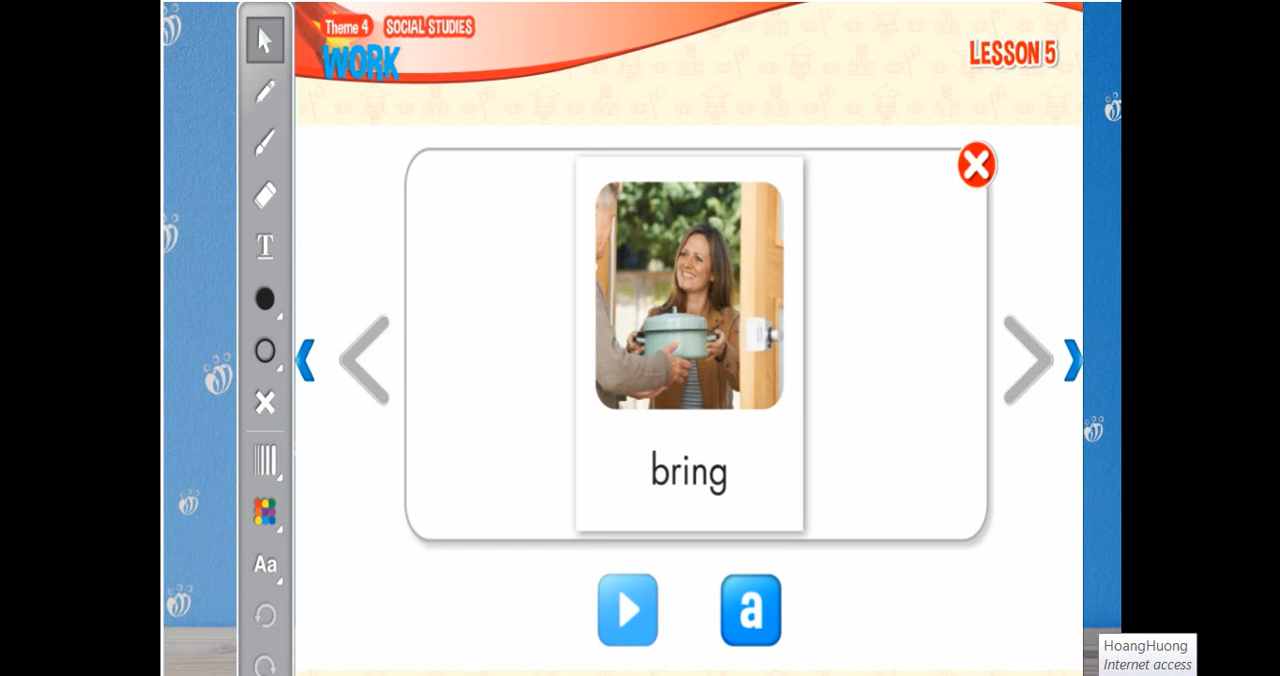 Theme 4 SOCIAL STUDIES
WORK
LESSON 5
T
bring
Aa
a
HoangHuong
Internet access